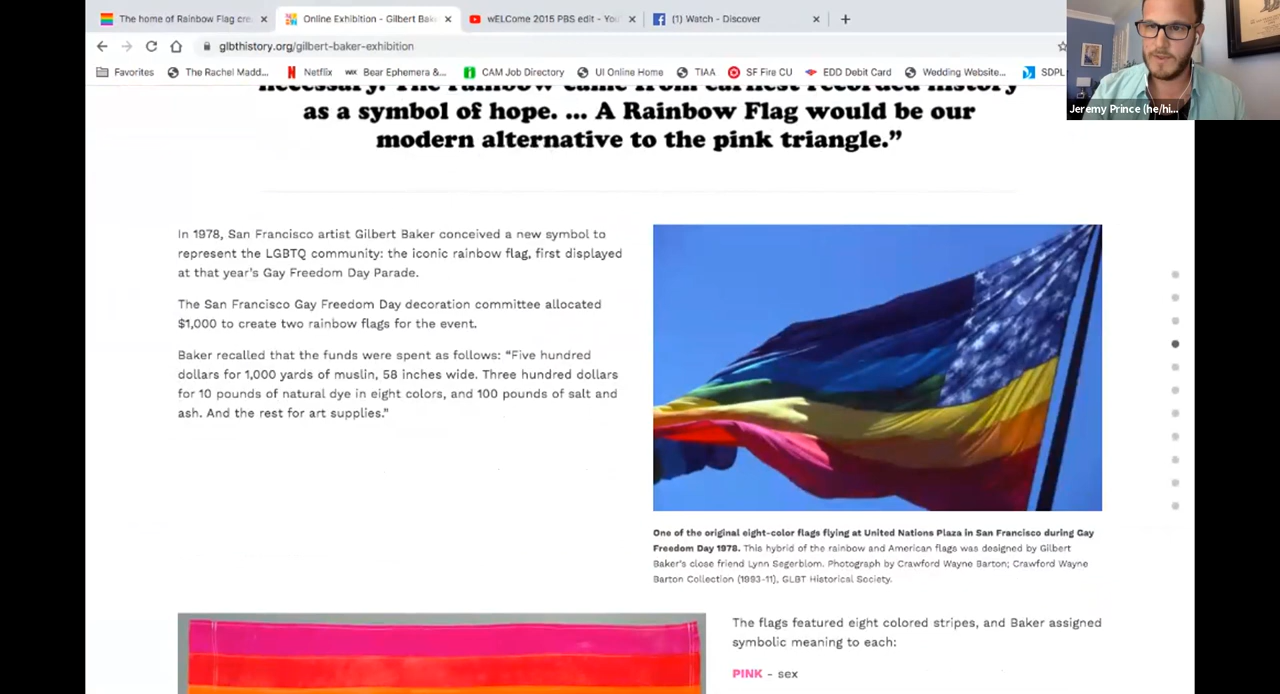 The home of Rainbow Flag cre
Online Exhibition - Gilbert Bak
wELCome 2015 PBS edit - You
(1) Watch - Discover
glbthistory.org/gilbert-baker-exhibition
Favorites
The Rachel Madd...
Netflix
WiX Bear Ephemera &...
CAM Job Directory
UI Online Home
TIAA
SF Fire CU
EDD Debit Card
Wedding Website...
SDPL
Jeremy Prince (he/hi...
necessary. The rainbow came from earliest recorded history
as a symbol of hope. ... A Rainbow Flag would be our
modern alternative to the pink triangle.”
In 1978, San Francisco artist Gilbert Baker conceived a new symbol to
represent the LGBTQ community: the iconic rainbow flag, first displayed
at that year's Gay Freedom Day Parade.
The San Francisco Gay Freedom Day decoration committee allocated
$1,000 to create two rainbow flags for the event.
Baker recalled that the funds were spent as follows: “Five hundred
dollars for 1,000 yards of muslin, 58 inches wide. Three hundred dollars
for 10 pounds of natural dye in eight colors, and 100 pounds of salt and
ash. And the rest for art supplies.”
One of the original eight-color flags flying at United Nations Plaza in San Francisco during Gay
Freedom Day 1978. This hybrid of the rainbow and American flags was designed by Gilbert
Baker's close friend Lynn Segerblom. Photograph by Crawford Wayne Barton; Crawford Wayne
Barton Collection (1993-11), GLBT Historical Society.
The flags featured eight colored stripes, and Baker assigned
symbolic meaning to each:
PINK - sex